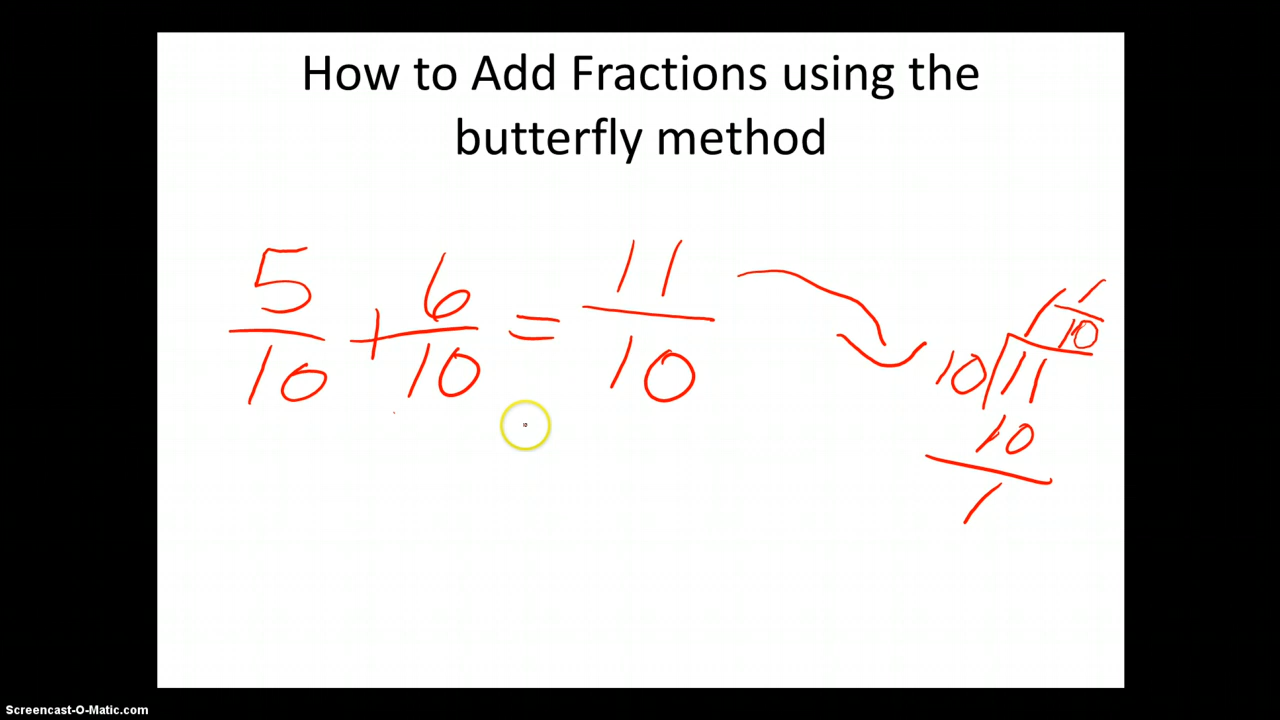 How to Add Fractions using the
butterfly method
5/10 + 6/10 = 11/10
1 1/10
10 11
10
1
Screencast-O-Matic.com